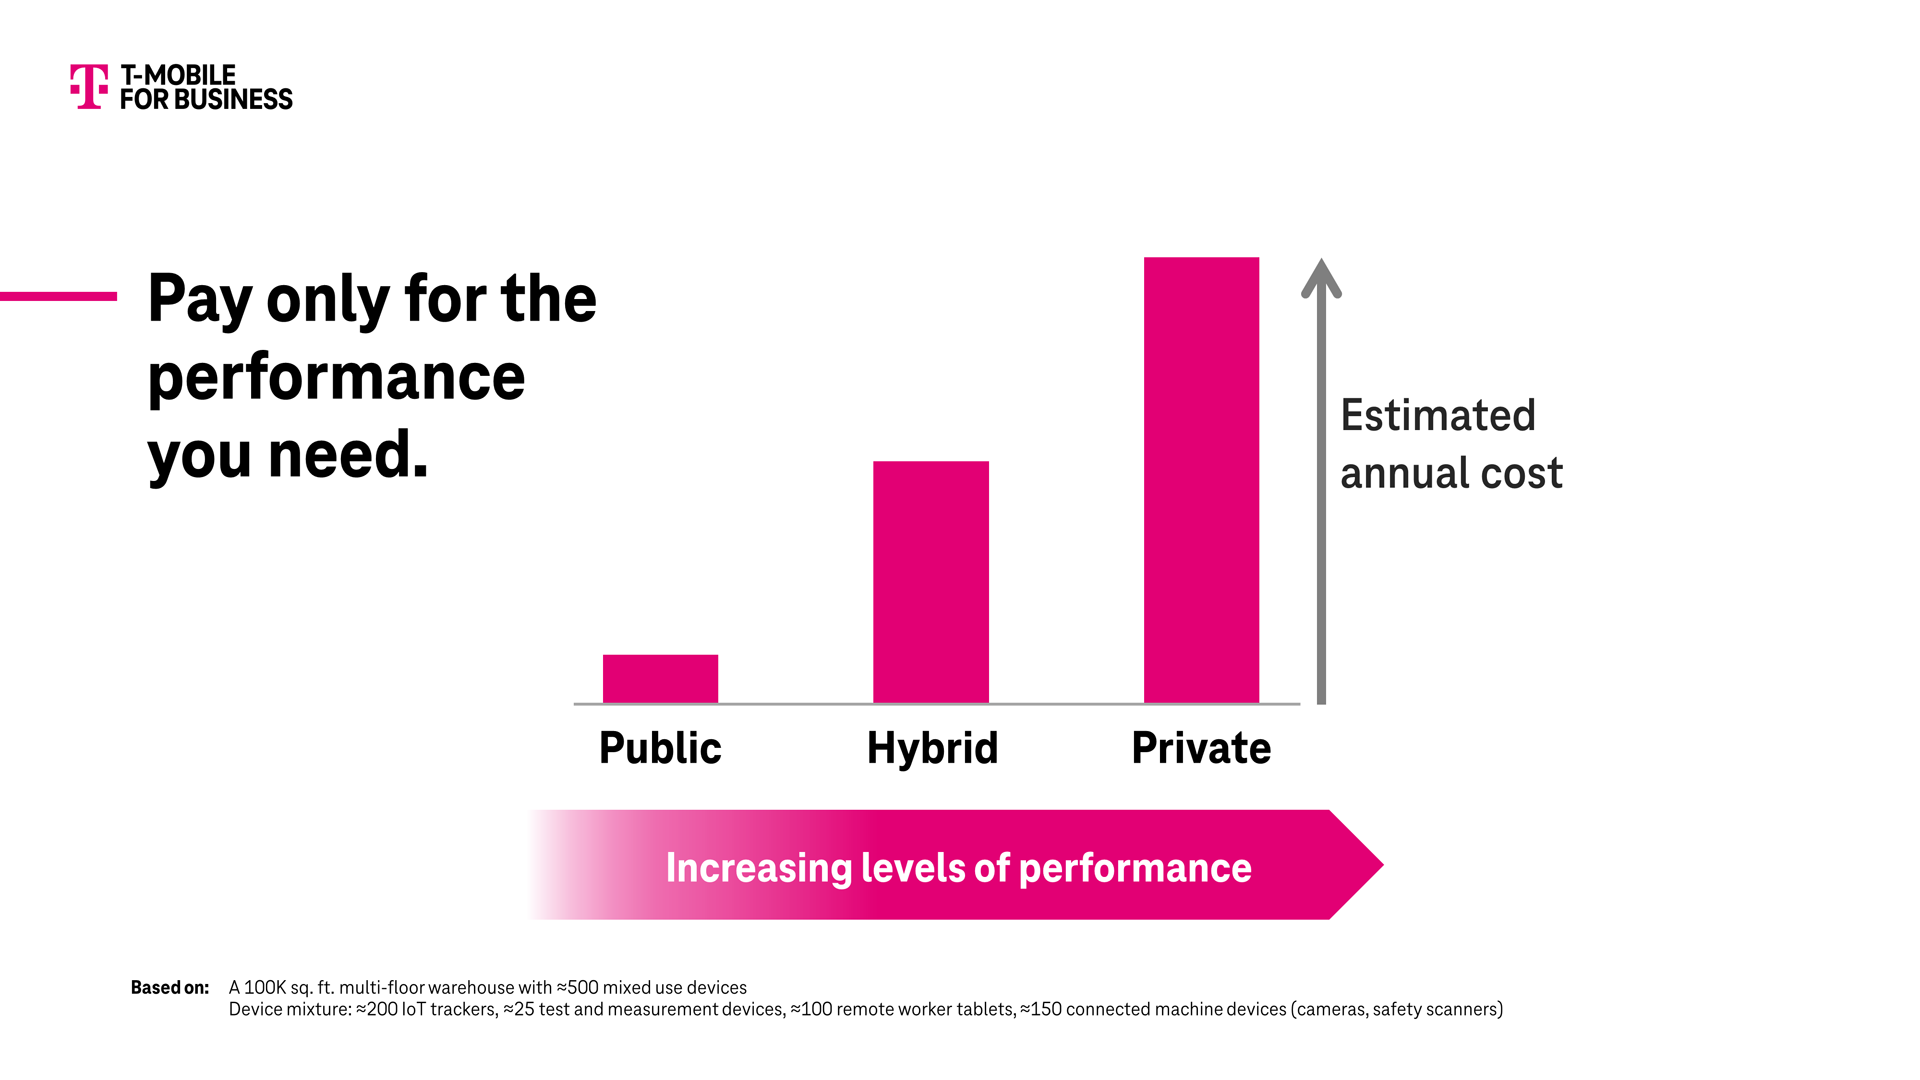 T-MOBILE
FOR BUSINESS
Pay only for the
performance
you need.
Estimated
annual cost
Public Hybrid Private
Increasing levels of performance
Based on: A 100K sq. ft. multi-floor warehouse with ≈500 mixed use devices
Device mixture: ≈200 IoT trackers, ≈25 test and measurement devices, ≈100 remote worker tablets, ≈150 connected machine devices (cameras, safety scanners)